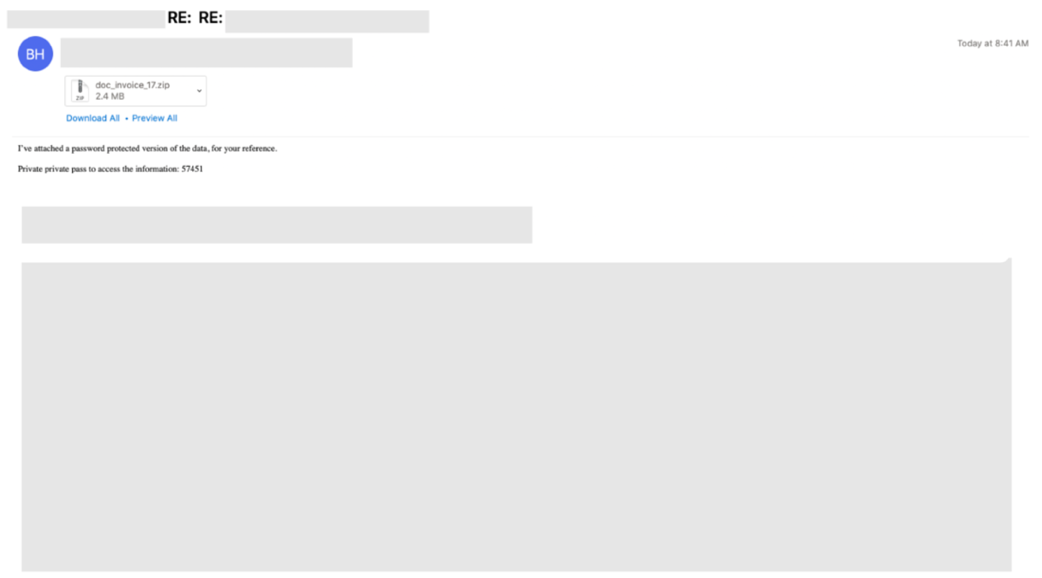 RE: RE:
BH
Today at 8:41 AM
doc_invoice_17.zip
ZIP
2.4 MB
Download All • Preview All
I've attached a password protected version of the data, for your reference.
Private private pass to access the information: 57451